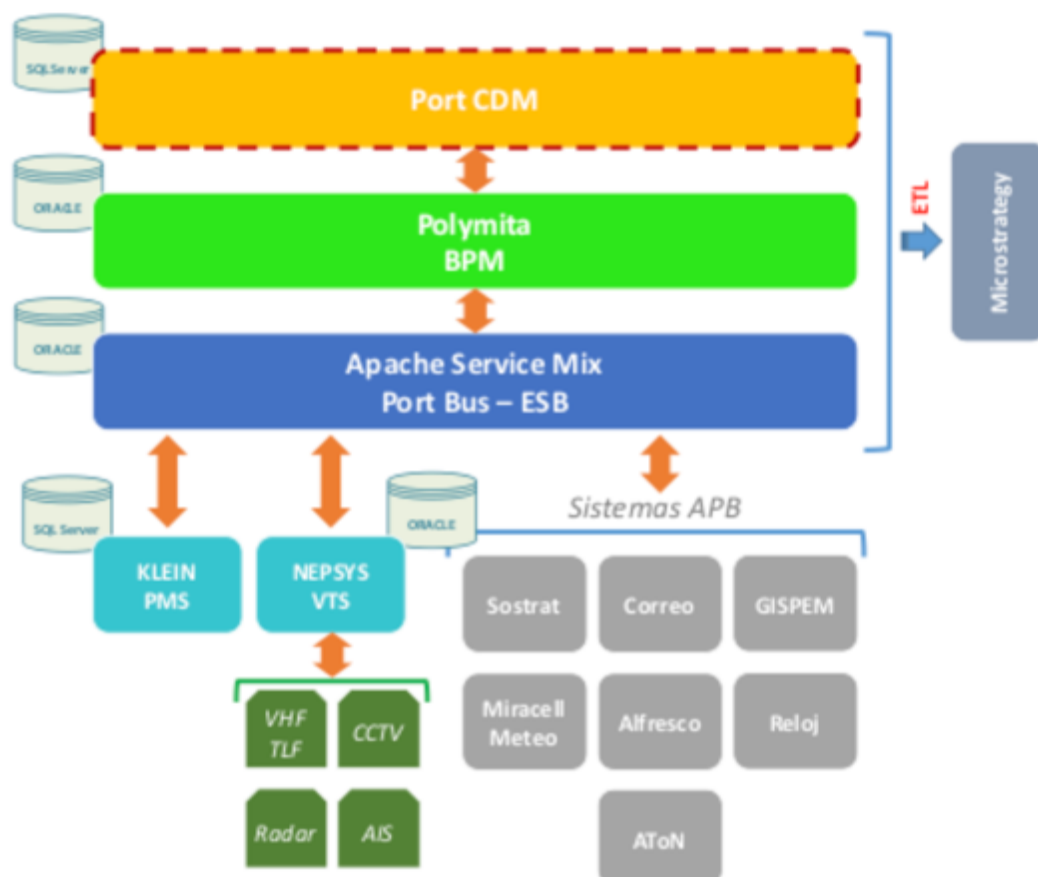 SQLServer
Port CDM
ORACLE
Polymita
BPM
ETL
Microstrategy
ORACLE
Apache Service Mix
Port Bus – ESB
SQL Server
ORACLE
Sistemas APB
KLEIN
PMS
NEPSYS
VTS
Sostrat
Correo
GISPEM
VHF
TLF
CCTV
Miracell
Meteo
Alfresco
Reloj
Radar
AIS
AToN